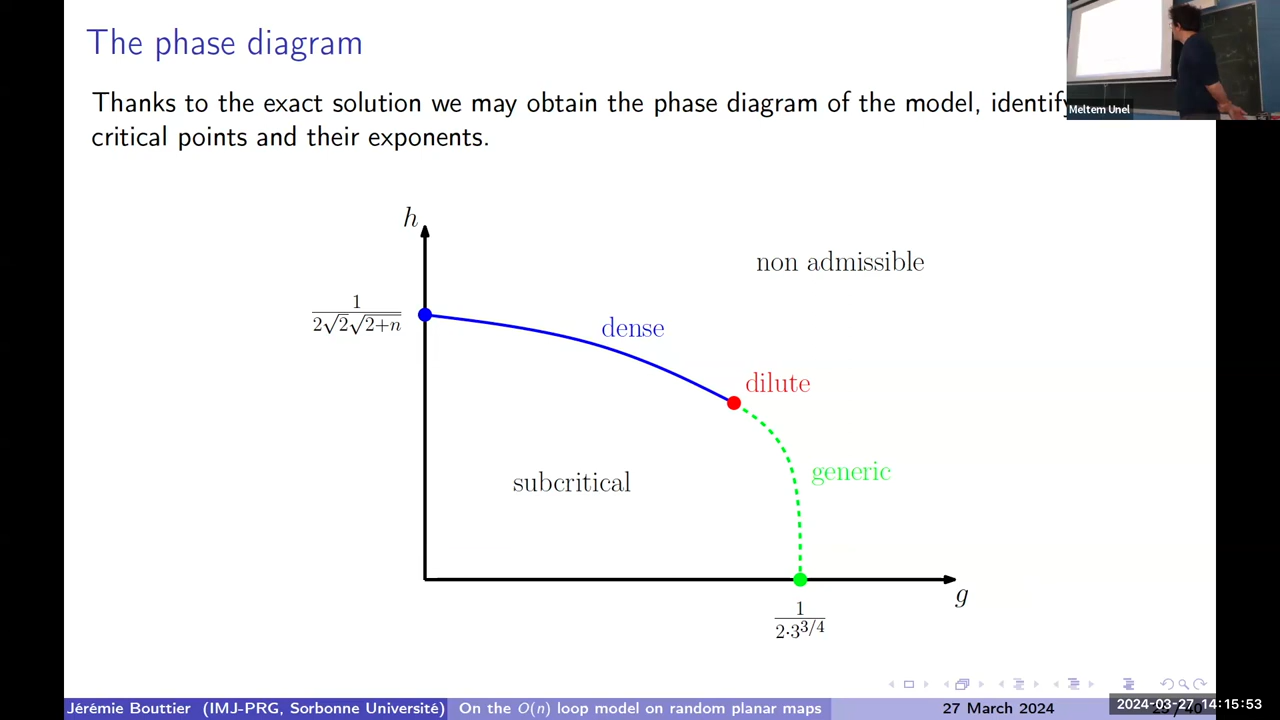 The phase diagram
Thanks to the exact solution we may obtain the phase diagram of the model, identify
critical points and their exponents.
Meltem Unel
h
non admissible
1/(2√2√2+n)
dense
dilute
generic
subcritical
g
1/(2·3^{3/4})
Jérémie Bouttier (IMJ-PRG, Sorbonne Université)
On the O(n) loop model on random planar maps
27 March 2024
2024-03-27 14:15:53